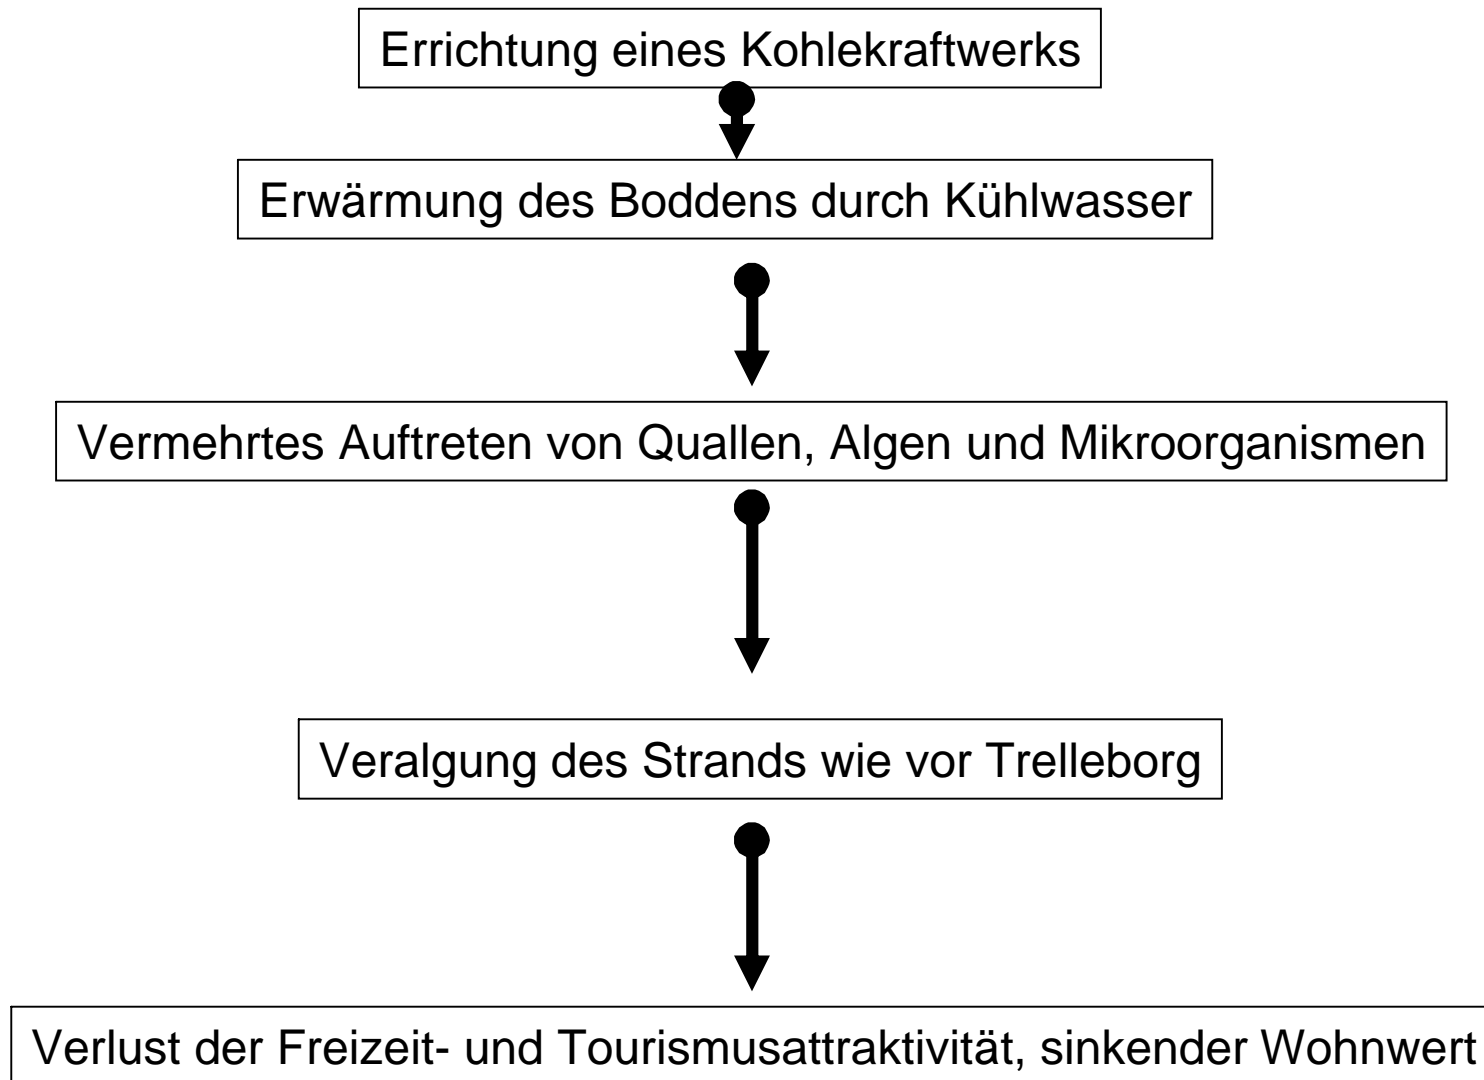 Errichtung eines Kohlekraftwerks
Erwärmung des Boddens durch Kühlwasser
Vermehrtes Auftreten von Quallen, Algen und Mikroorganismen
Veralgung des Strands wie vor Trelleborg
Verlust der Freizeit- und Tourismusattraktivität, sinkender Wohnwert